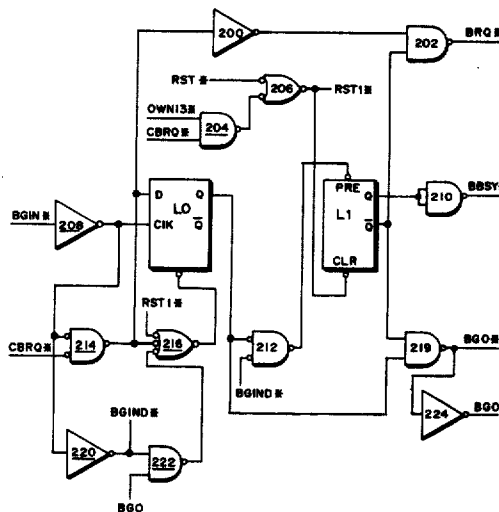 200
202
BRQ*
RST*
206
RST1*
OWN13*
204
CBRQ*
PRE
D
Q
Q
L0
L1
210
BBSY
BGIN*
208
ClK
Q
Q
CLR
RST1*
CBRQ*
214
216
212
219
BGO*
BGIND*
BGIND*
224
BGO
220
222
BGO